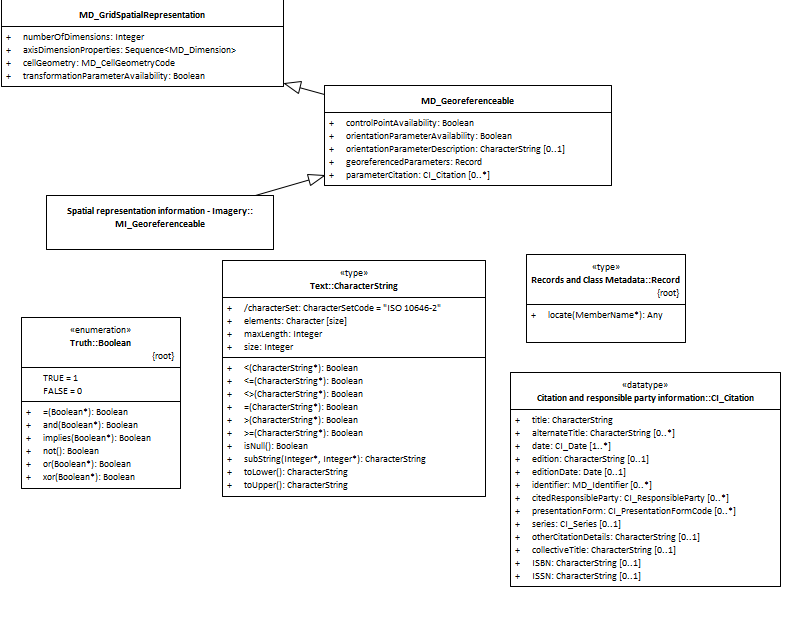 MD_GridSpatialRepresentation
+ numberOfDimensions: Integer
+ axisDimensionProperties: Sequence<MD_Dimension>
+ cellGeometry: MD_CellGeometryCode
+ transformationParameterAvailability: Boolean
MD_Georeferenceable
+ controlPointAvailability: Boolean
+ orientationParameterAvailability: Boolean
+ orientationParameterDescription: CharacterString [0..1]
+ georeferencedParameters: Record
+ parameterCitation: CI_Citation [0..*]
Spatial representation information - Imagery::
MI_Georeferenceable
«type»
Text::CharacterString
+ /characterSet: CharacterSetCode = "ISO 10646-2"
+ elements: Character [size]
+ maxLength: Integer
+ size: Integer
+ <(CharacterString*): Boolean
+ <=(CharacterString*): Boolean
+ <>(CharacterString*): Boolean
+ =(CharacterString*): Boolean
+ >(CharacterString*): Boolean
+ >=(CharacterString*): Boolean
+ isNull(): Boolean
+ subString(Integer*, Integer*): CharacterString
+ toLower(): CharacterString
+ toUpper(): CharacterString
«type»
Records and Class Metadata::Record
{root}
+ locate(MemberName*): Any
«enumeration»
Truth::Boolean
{root}
TRUE = 1
FALSE = 0
+ =(Boolean*): Boolean
+ and(Boolean*): Boolean
+ implies(Boolean*): Boolean
+ not(): Boolean
+ or(Boolean*): Boolean
+ xor(Boolean*): Boolean
«datatype»
Citation and responsible party information::CI_Citation
+ title: CharacterString
+ alternateTitle: CharacterString [0..*]
+ date: CI_Date [1..*]
+ edition: CharacterString [0..1]
+ editionDate: Date [0..1]
+ identifier: MD_Identifier [0..*]
+ citedResponsibleParty: CI_ResponsibleParty [0..*]
+ presentationForm: CI_PresentationFormCode [0..*]
+ series: CI_Series [0..1]
+ otherCitationDetails: CharacterString [0..1]
+ collectiveTitle: CharacterString [0..1]
+ ISBN: CharacterString [0..1]
+ ISSN: CharacterString [0..1]